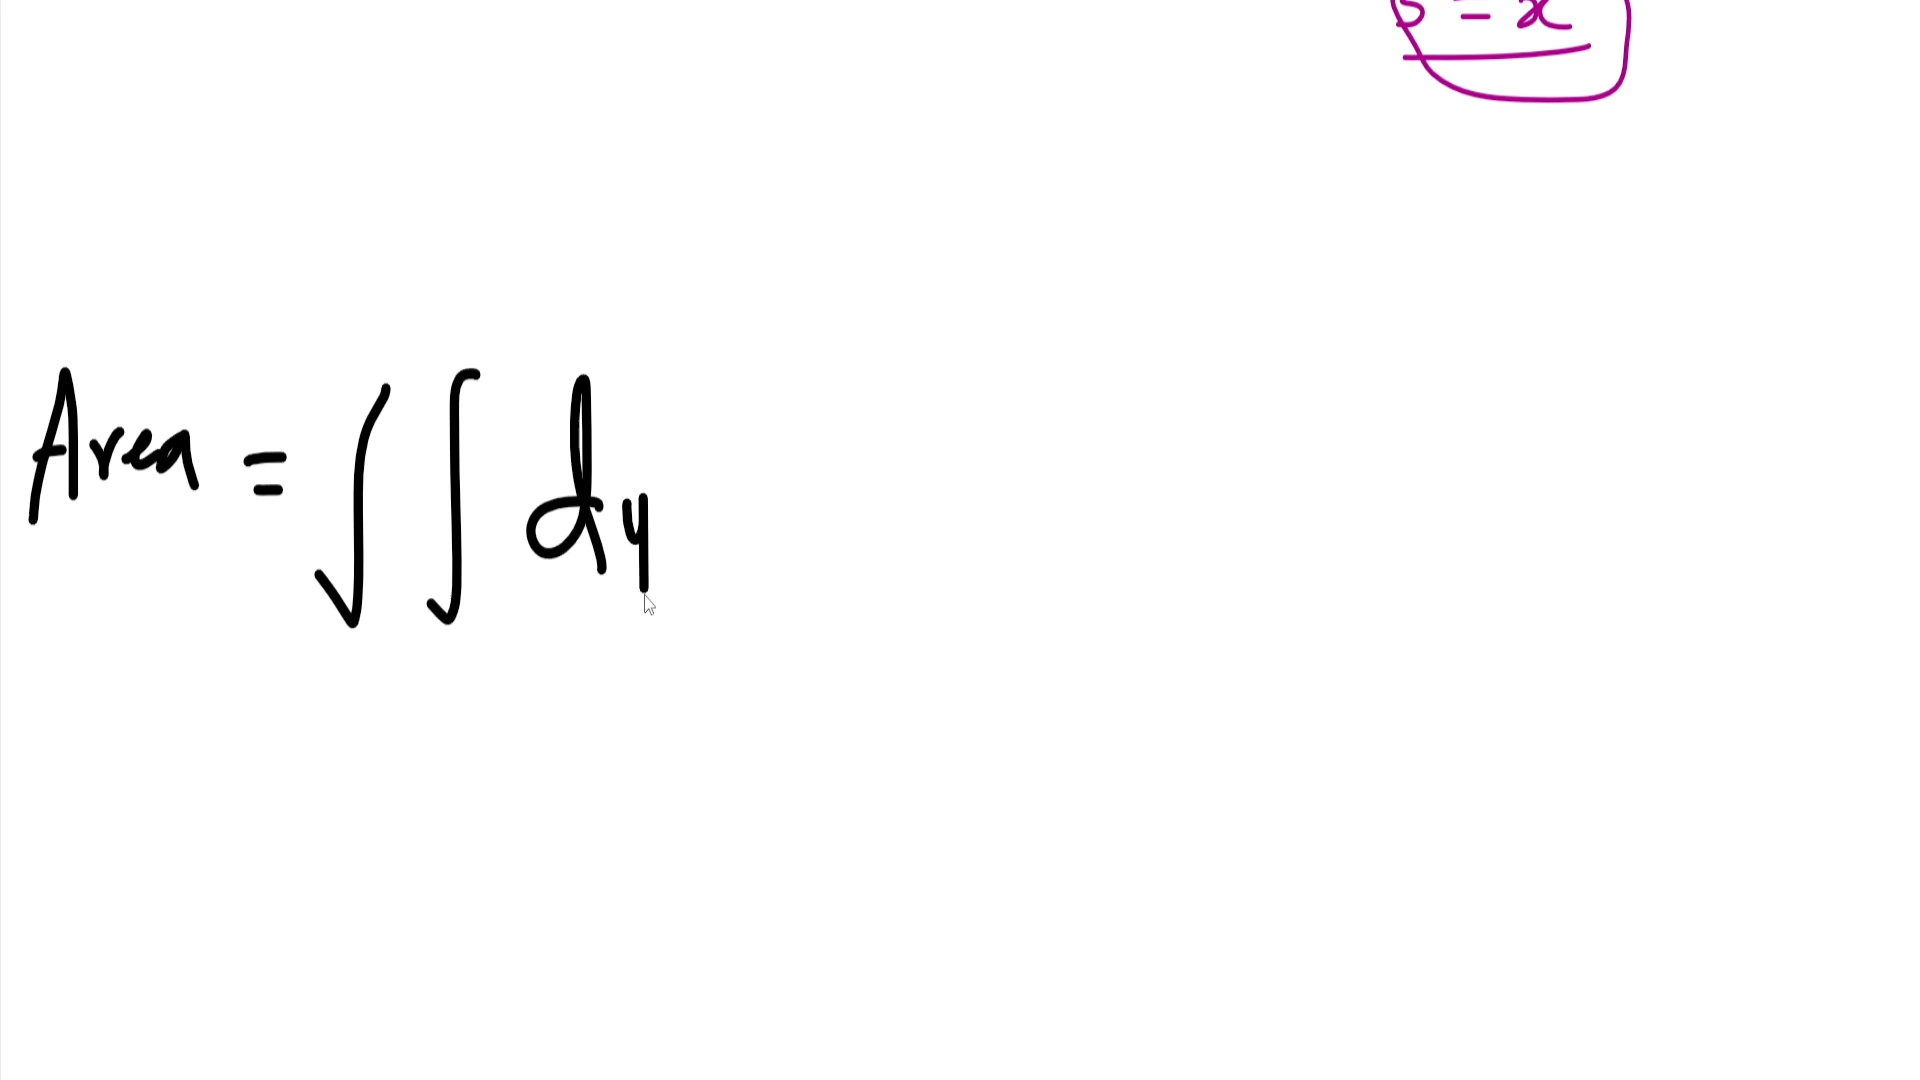 = x
Area = ∫ ∫ dy